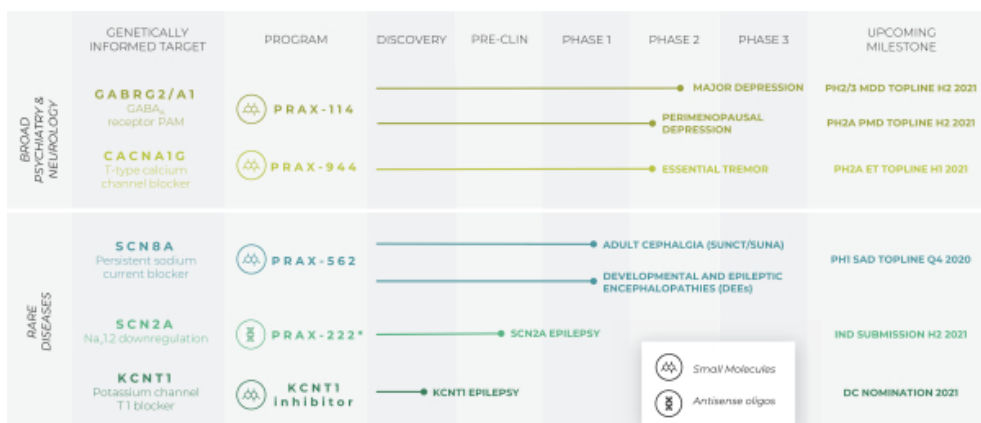 GENETICALLY
INFORMED TARGET
PROGRAM
DISCOVERY
PRE-CLIN
PHASE 1
PHASE 2
PHASE 3
UPCOMING
MILESTONE
BROAD
PSYCHIATRY &
NEUROLOGY
GABRG2/A1
GABAA
receptor PAM
PRAX-114
MAJOR DEPRESSION
PH2/3 MDD TOPLINE H2 2021
PERIMENOPAUSAL
DEPRESSION
PH2A PMD TOPLINE H2 2021
CACNA1G
T-type calcium
channel blocker
PRAX-944
ESSENTIAL TREMOR
PH2A ET TOPLINE H1 2021
RARE
DISEASES
SCN8A
Persistent sodium
current blocker
PRAX-562
ADULT CEPHALGIA (SUNCT/SUNA)
DEVELOPMENTAL AND EPILEPTIC
ENCEPHALOPATHIES (DEEs)
PH1 SAD TOPLINE Q4 2020
SCN2A
Nav1.2 downregulation
PRAX-222*
SCN2A EPILEPSY
IND SUBMISSION H2 2021
KCNT1
Potassium channel
T1 blocker
KCNT1
inhibitor
KCNT1 EPILEPSY
DC NOMINATION 2021
Small Molecules
Antisense oligos